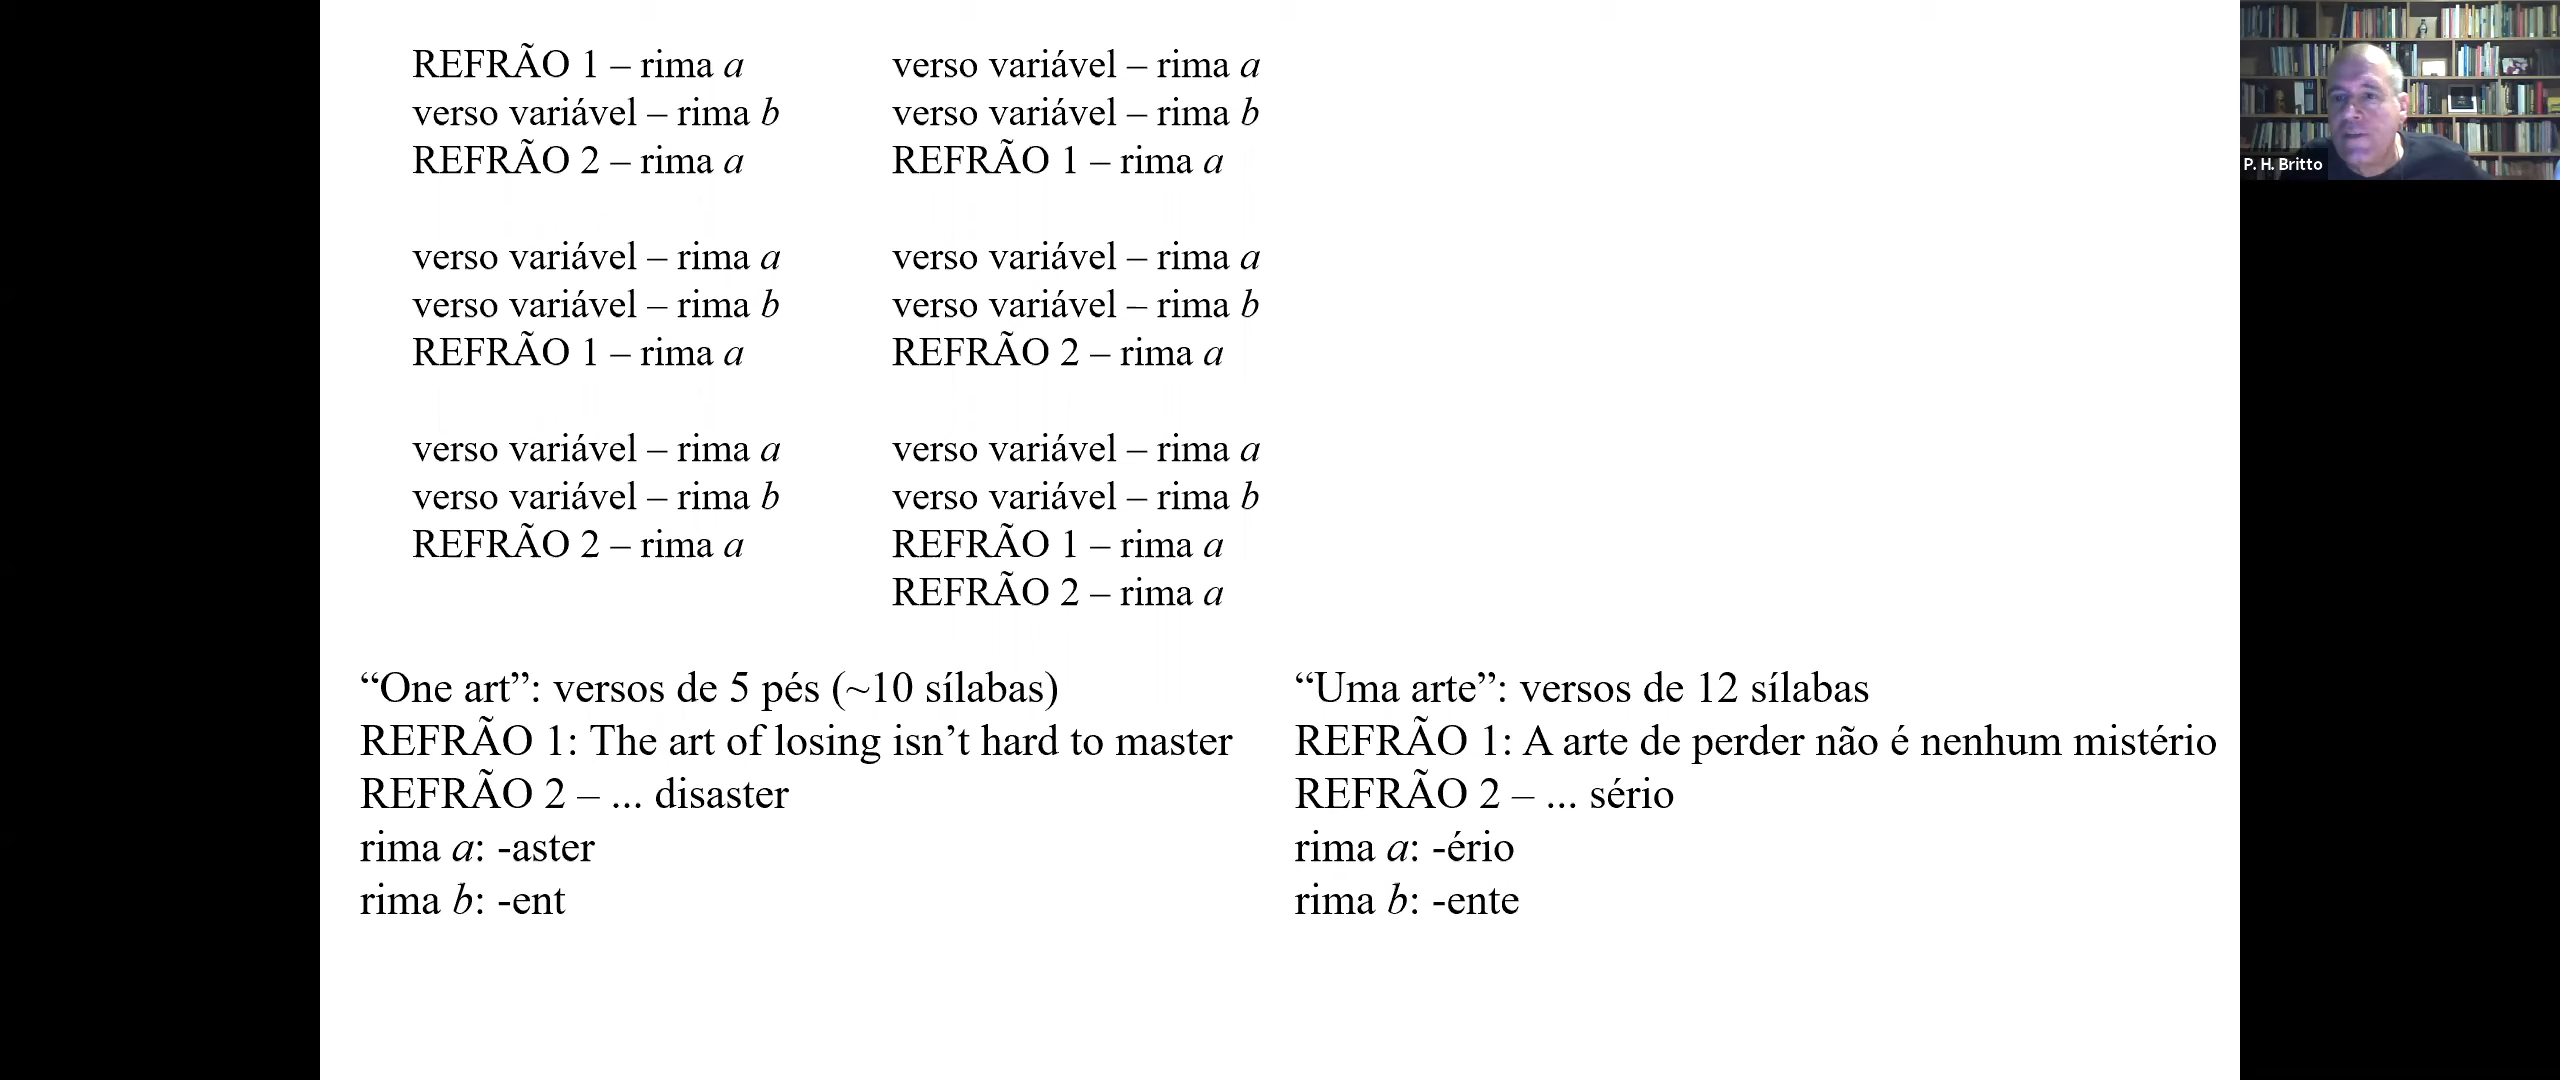 REFRÃO 1 – rima a
verso variável – rima b
REFRÃO 2 – rima a
verso variável – rima a
verso variável – rima b
REFRÃO 1 – rima a
verso variável – rima a
verso variável – rima b
REFRÃO 2 – rima a
verso variável – rima a
verso variável – rima b
REFRÃO 1 – rima a
verso variável – rima a
verso variável – rima b
REFRÃO 2 – rima a
verso variável – rima a
verso variável – rima b
REFRÃO 1 – rima a
REFRÃO 2 – rima a
“One art”: versos de 5 pés (~10 sílabas)
REFRÃO 1: The art of losing isn’t hard to master
REFRÃO 2 – ... disaster
rima a: -aster
rima b: -ent
“Uma arte”: versos de 12 sílabas
REFRÃO 1: A arte de perder não é nenhum mistério
REFRÃO 2 – ... sério
rima a: -ério
rima b: -ente
P. H. Britto